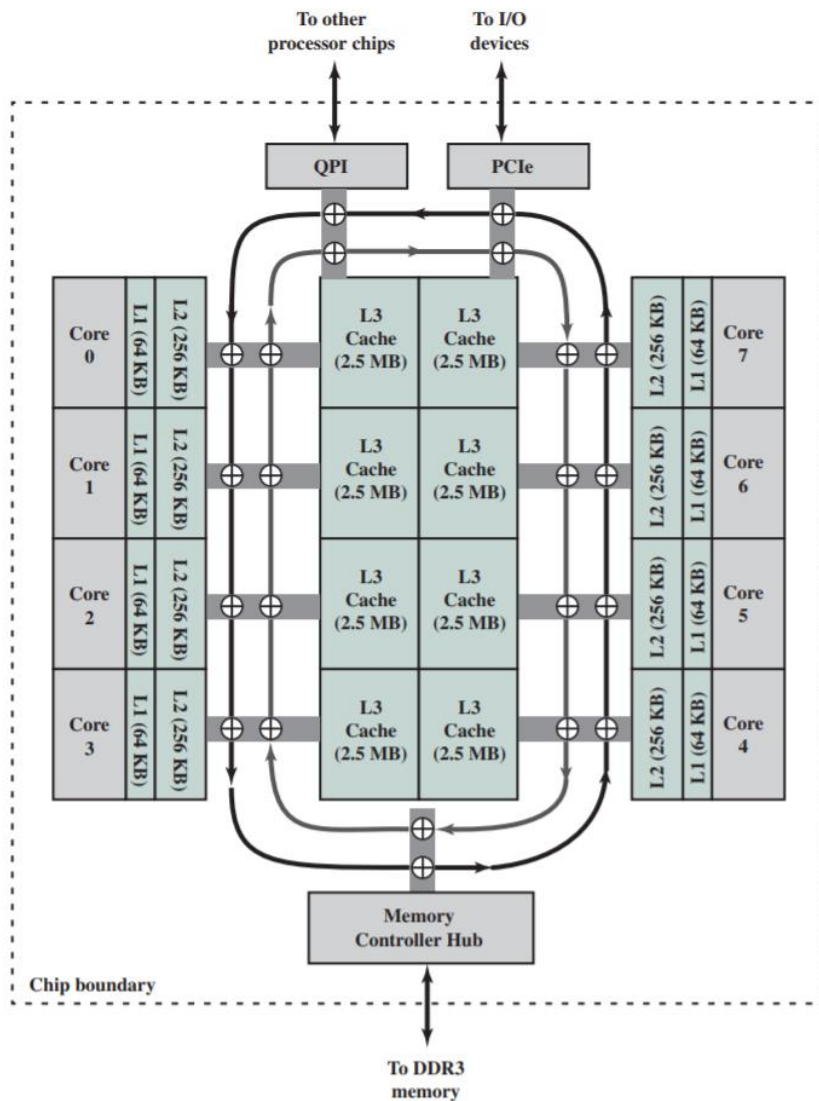 To other
processor chips
To I/O
devices
QPI
PCIe
Core
0
L1 (64 KB)
L2 (256 KB)
L3
Cache
(2.5 MB)
L3
Cache
(2.5 MB)
L2 (256 KB)
L1 (64 KB)
Core
7
Core
1
L1 (64 KB)
L2 (256 KB)
L3
Cache
(2.5 MB)
L3
Cache
(2.5 MB)
L2 (256 KB)
L1 (64 KB)
Core
6
Core
2
L1 (64 KB)
L2 (256 KB)
L3
Cache
(2.5 MB)
L3
Cache
(2.5 MB)
L2 (256 KB)
L1 (64 KB)
Core
5
Core
3
L1 (64 KB)
L2 (256 KB)
L3
Cache
(2.5 MB)
L3
Cache
(2.5 MB)
L2 (256 KB)
L1 (64 KB)
Core
4
Memory
Controller Hub
Chip boundary
To DDR3
memory